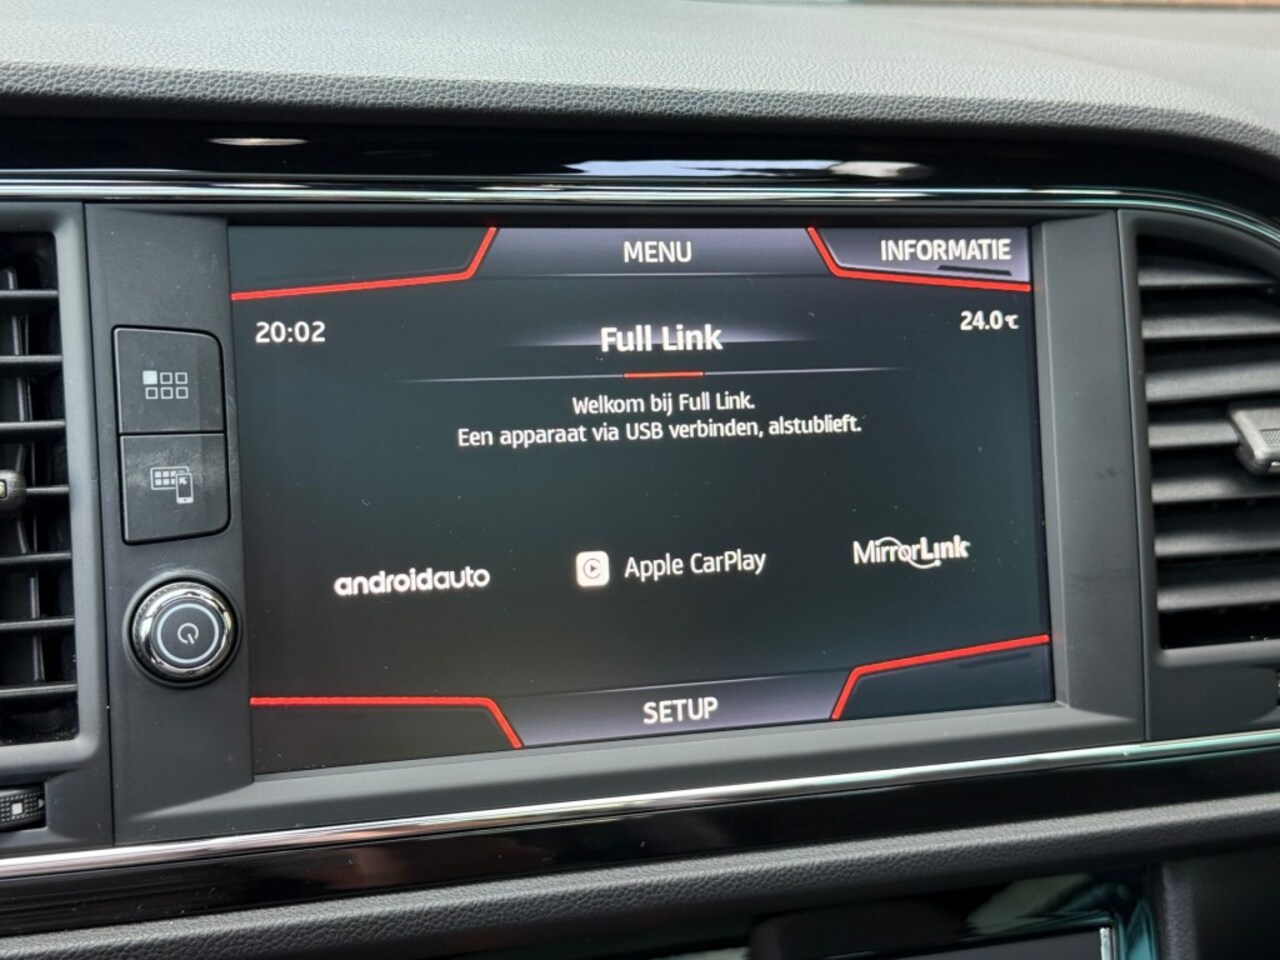 MENU
INFORMATIE
20:02
24.0℃
Full Link
Welkom bij Full Link.
Een apparaat via USB verbinden, alstublieft.
androidauto
Apple CarPlay
MirrorLink
SETUP